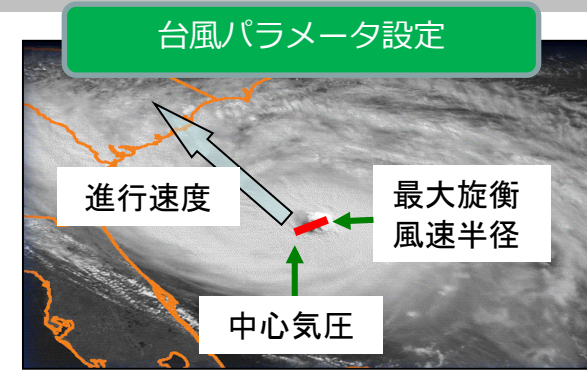 台風パラメータ設定
進行速度
最大旋衡
風速半径
中心気圧